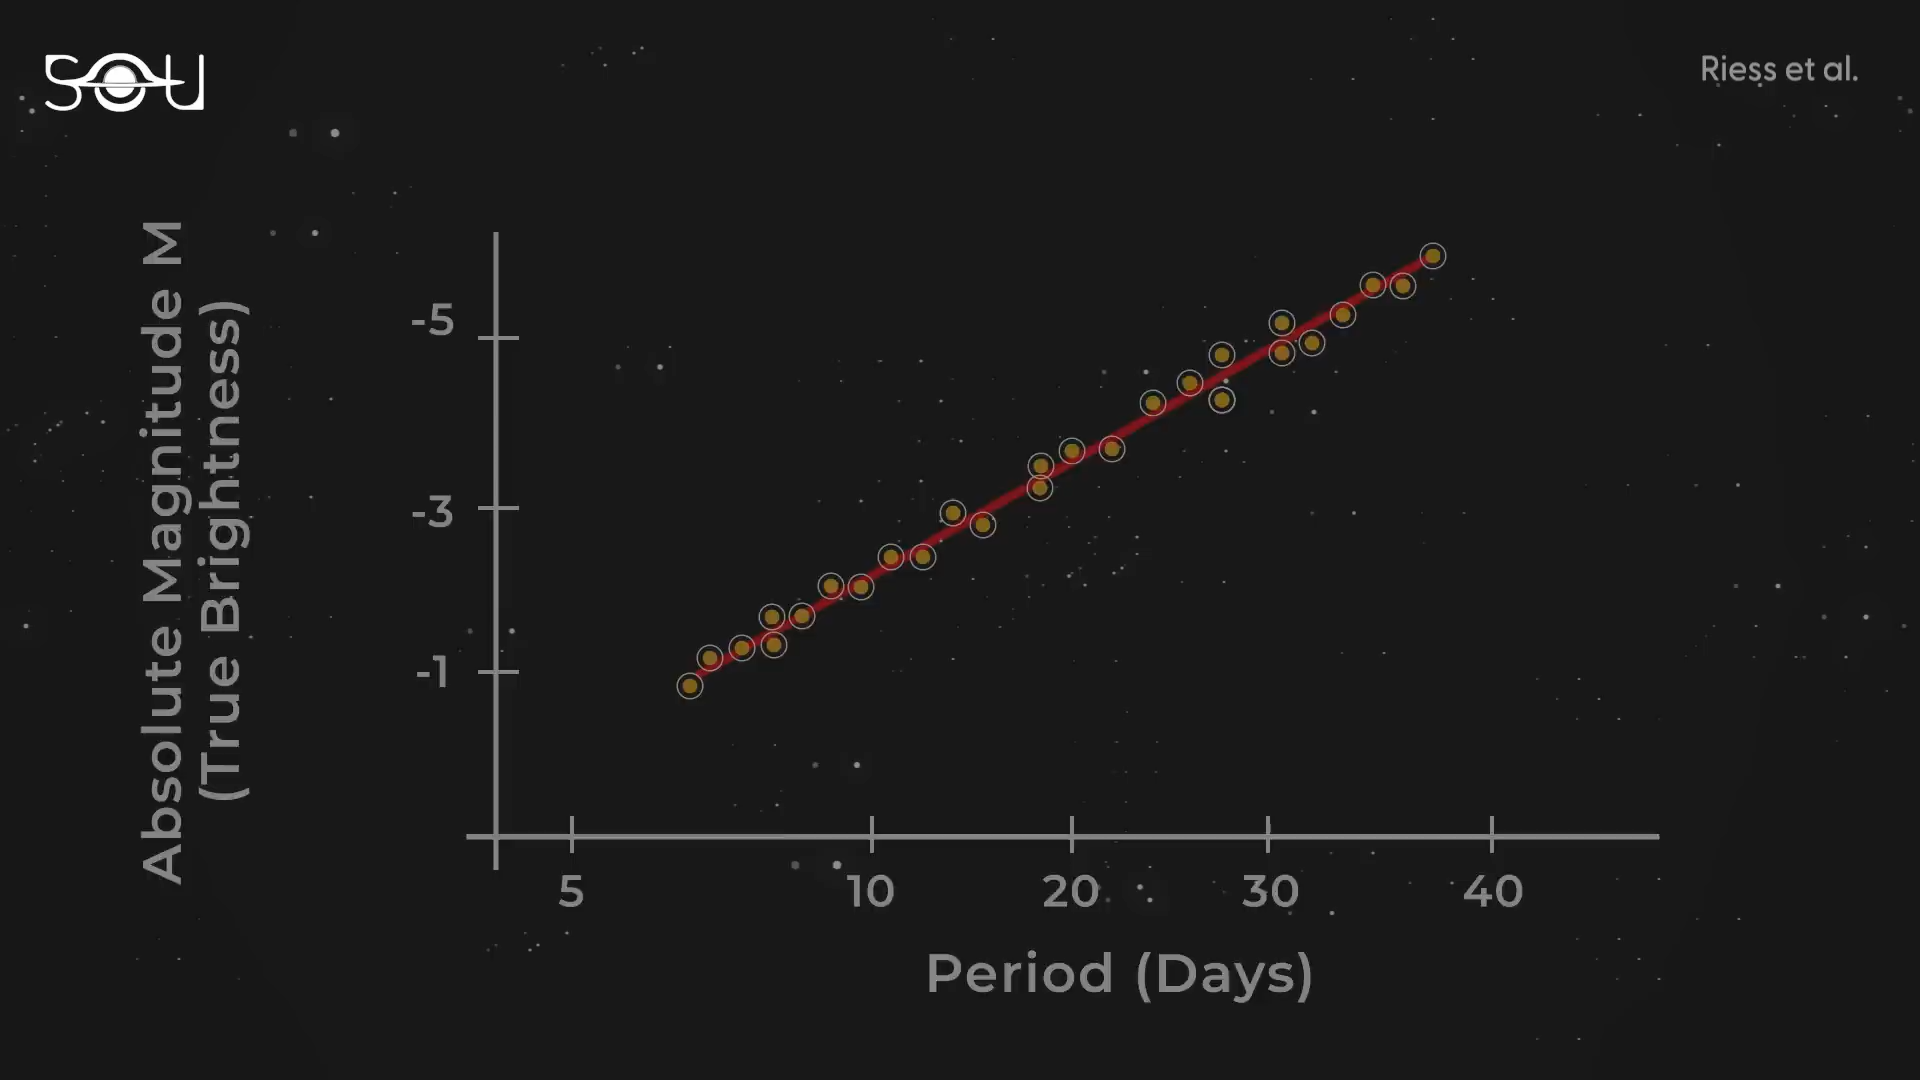 SOU
Riess et al.
Absolute Magnitude M
(True Brightness)
-5
-3
-1
5 10 20 30 40
Period (Days)